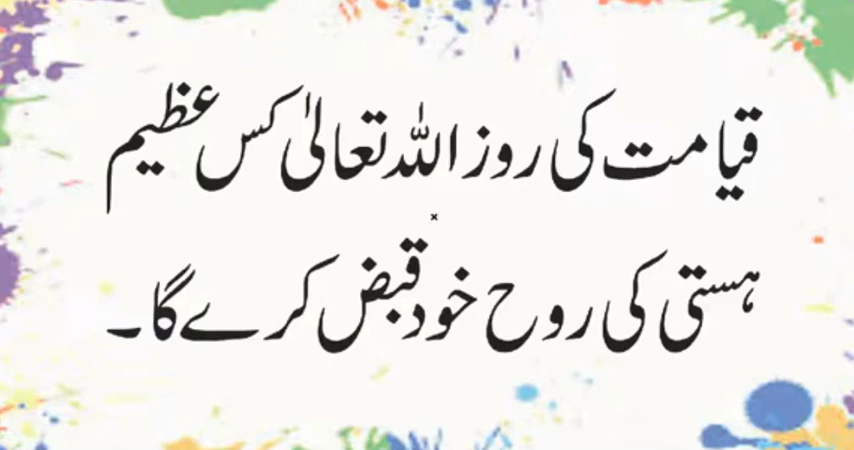 قیامت کی روز اللہ تعالیٰ کس عظیم
ہستی کی روح خود قبض کرے گا۔